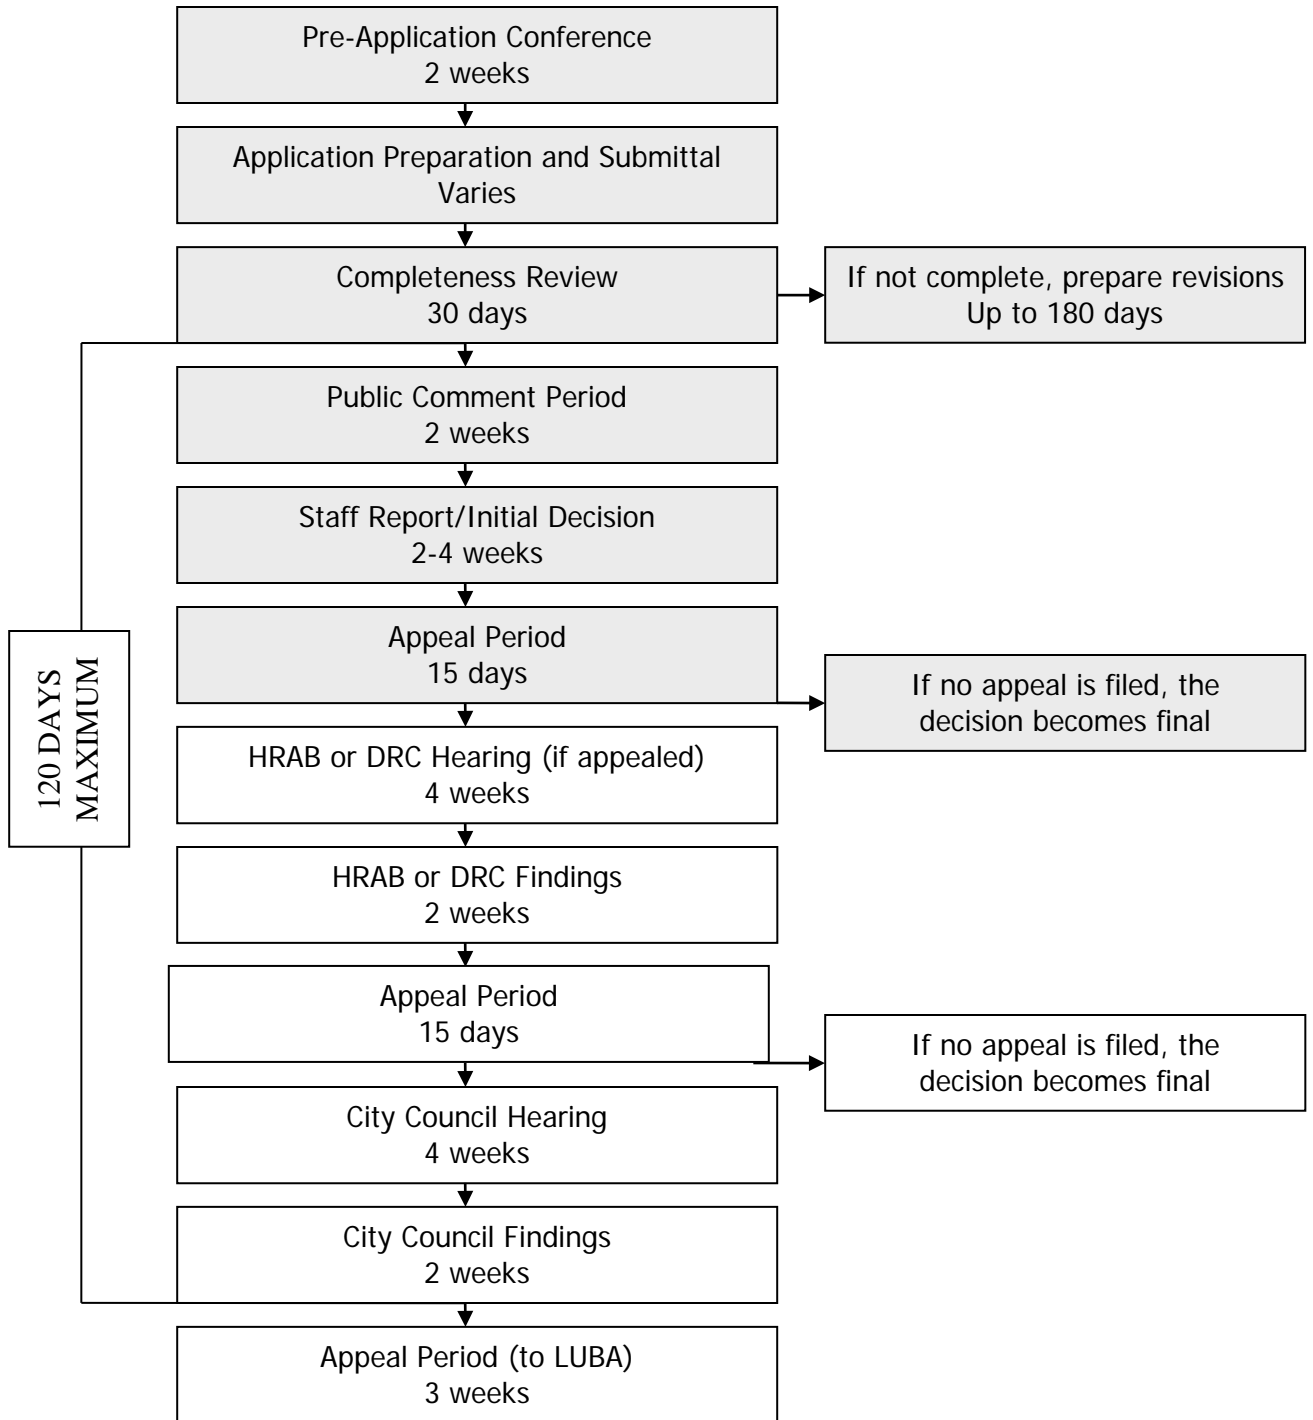 Pre-Application Conference
2 weeks
Application Preparation and Submittal
Varies
Completeness Review
30 days
If not complete, prepare revisions
Up to 180 days
Public Comment Period
2 weeks
Staff Report/Initial Decision
2-4 weeks
Appeal Period
15 days
If no appeal is filed, the
decision becomes final
120 DAYS
MAXIMUM
HRAB or DRC Hearing (if appealed)
4 weeks
HRAB or DRC Findings
2 weeks
Appeal Period
15 days
If no appeal is filed, the
decision becomes final
City Council Hearing
4 weeks
City Council Findings
2 weeks
Appeal Period (to LUBA)
3 weeks